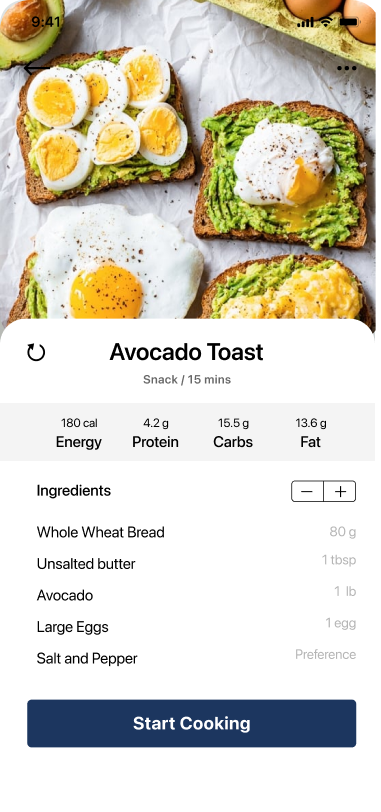 9:41
Avocado Toast
Snack / 15 mins
180 cal 4.2 g 15.5 g 13.6 g
Energy Protein Carbs Fat
Ingredients
Whole Wheat Bread 80 g
Unsalted butter 1 tbsp
Avocado 1 lb
Large Eggs 1 egg
Salt and Pepper Preference
Start Cooking